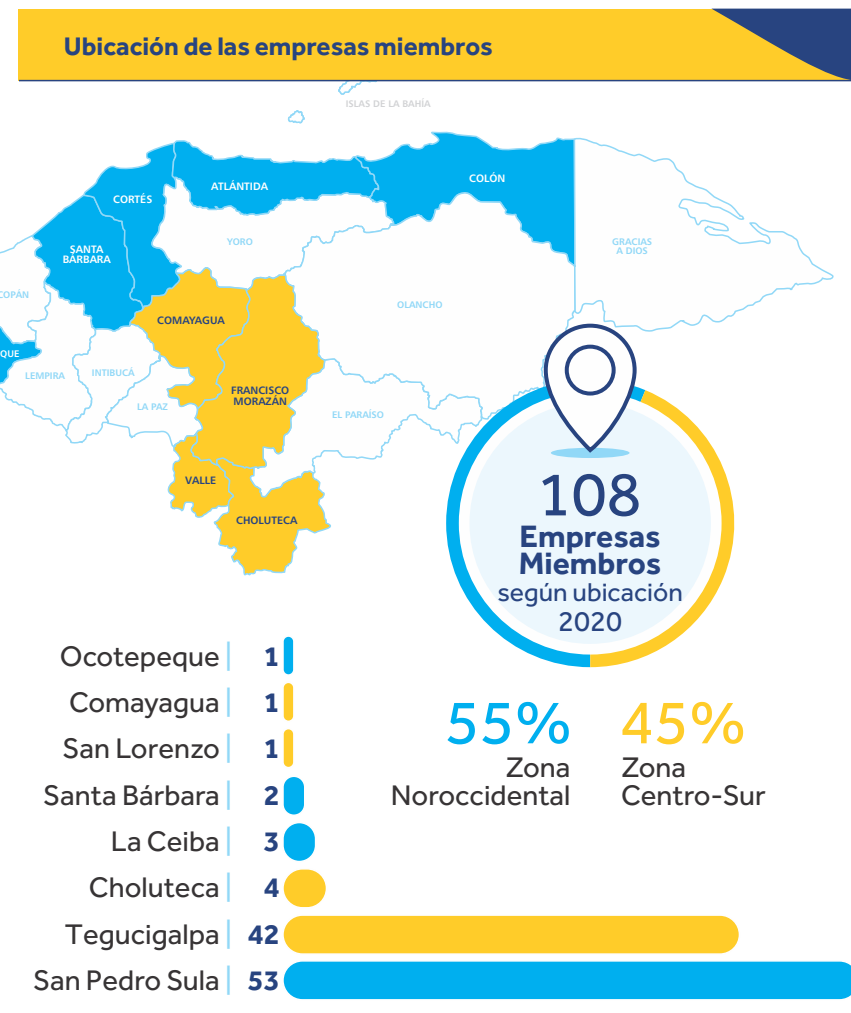 Ubicación de las empresas miembros
ISLAS DE LA BAHÍA
CORTÉS
ATLÁNTIDA
COLÓN
SANTA
BÁRBARA
YORO
GRACIAS
A DIOS
COPÁN
COMAYAGUA
OLANCHO
QUE
LEMPIRA
INTIBUCÁ
LA PAZ
FRANCISCO
MORAZÁN
EL PARAÍSO
VALLE
CHOLUTECA
108
Empresas
Miembros
según ubicación
2020
55%
Zona
Noroccidental
45%
Zona
Centro-Sur
Ocotepeque 1
Comayagua 1
San Lorenzo 1
Santa Bárbara 2
La Ceiba 3
Choluteca 4
Tegucigalpa 42
San Pedro Sula 53